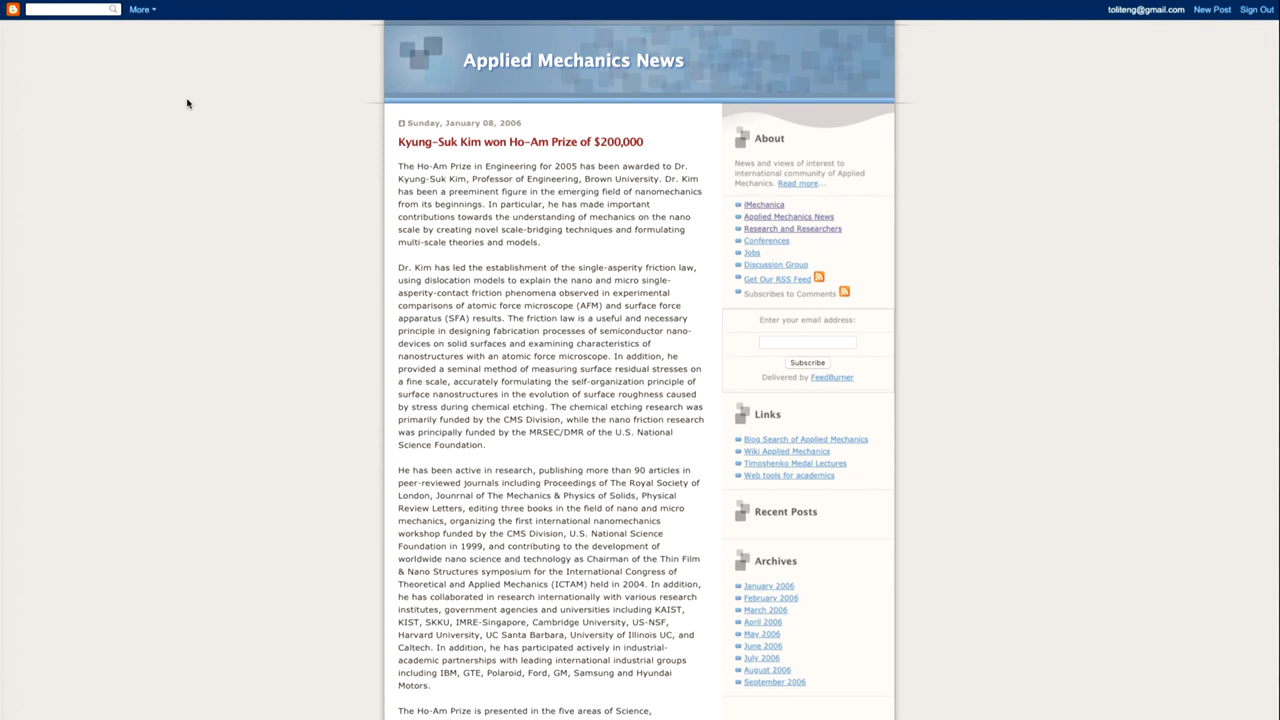 More
toliteng@gmail.com
New Post
Sign Out
Applied Mechanics News
Sunday, January 08, 2006
Kyung-Suk Kim won Ho-Am Prize of $200,000
The Ho-Am Prize in Engineering for 2005 has been awarded to Dr.
Kyung-Suk Kim, Professor of Engineering, Brown University. Dr. Kim
has been a preeminent figure in the emerging field of nanomechanics
from its beginnings. In particular, he has made important
contributions towards the understanding of mechanics on the nano
scale by creating novel scale-bridging techniques and formulating
multi-scale theories and models.
Dr. Kim has led the establishment of the single-asperity friction law,
using dislocation models to explain the nano and micro single-
asperity-contact friction phenomena observed in experimental
comparisons of atomic force microscope (AFM) and surface force
apparatus (SFA) results. The friction law is a useful and necessary
principle in designing fabrication processes of semiconductor nano-
devices on solid surfaces and examining characteristics of
nanostructures with an atomic force microscope. In addition, he
provided a seminal method of measuring surface residual stresses on
a fine scale, accurately formulating the self-organization principle of
surface nanostructures in the evolution of surface roughness caused
by stress during chemical etching. The chemical etching research was
primarily funded by the CMS Division, while the nano friction research
was principally funded by the MRSEC/DMR of the U.S. National
Science Foundation.
He has been active in research, publishing more than 90 articles in
peer-reviewed journals including Proceedings of The Royal Society of
London, Jounrnal of The Mechanics & Physics of Solids, Physical
Review Letters, editing three books in the field of nano and micro
mechanics, organizing the first international nanomechanics
workshop funded by the CMS Division, U.S. National Science
Foundation in 1999, and contributing to the development of
worldwide nano science and technology as Chairman of the Thin Film
& Nano Structures symposium for the International Congress of
Theoretical and Applied Mechanics (ICTAM) held in 2004. In addition,
he has collaborated in research internationally with various research
institutes, government agencies and universities including KAIST,
KIST, SKKU, IMRE-Singapore, Cambridge University, US-NSF,
Harvard University, UC Santa Barbara, University of Illinois UC, and
Caltech. In addition, he has participated actively in industrial-
academic partnerships with leading international industrial groups
including IBM, GTE, Polaroid, Ford, GM, Samsung and Hyundai
Motors.
The Ho-Am Prize is presented in the five areas of Science,
About
News and views of interest to
international community of Applied
Mechanics. Read more...
iMechanica
Applied Mechanics News
Research and Researchers
Conferences
Jobs
Discussion Group
Get Our RSS Feed
Subscribes to Comments
Enter your email address:
Subscribe
Delivered by FeedBurner
Links
Blog Search of Applied Mechanics
Wiki Applied Mechanics
Timoshenko Medal Lectures
Web tools for academics
Recent Posts
Archives
January 2006
February 2006
March 2006
April 2006
May 2006
June 2006
July 2006
August 2006
September 2006